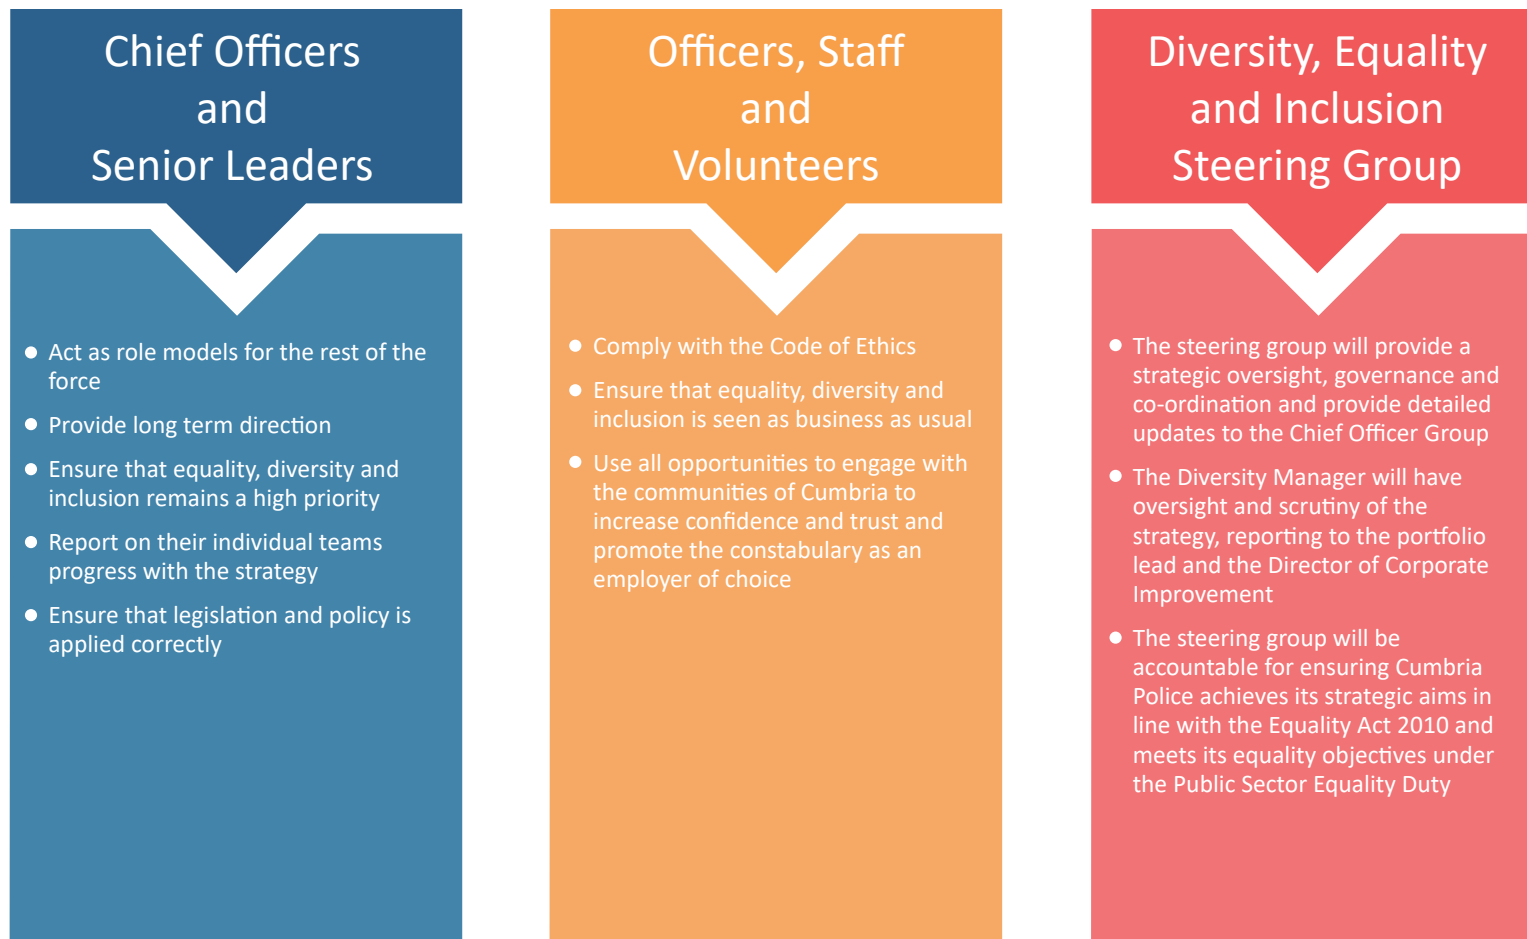 Chief Officers
and
Senior Leaders
● Act as role models for the rest of the
force
● Provide long term direction
● Ensure that equality, diversity and
inclusion remains a high priority
● Report on their individual teams
progress with the strategy
● Ensure that legislation and policy is
applied correctly
Officers, Staff
and
Volunteers
● Comply with the Code of Ethics
● Ensure that equality, diversity and
inclusion is seen as business as usual
● Use all opportunities to engage with
the communities of Cumbria to
increase confidence and trust and
promote the constabulary as an
employer of choice
Diversity, Equality
and Inclusion
Steering Group
● The steering group will provide a
strategic oversight, governance and
co-ordination and provide detailed
updates to the Chief Officer Group
● The Diversity Manager will have
oversight and scrutiny of the
strategy, reporting to the portfolio
lead and the Director of Corporate
Improvement
● The steering group will be
accountable for ensuring Cumbria
Police achieves its strategic aims in
line with the Equality Act 2010 and
meets its equality objectives under
the Public Sector Equality Duty